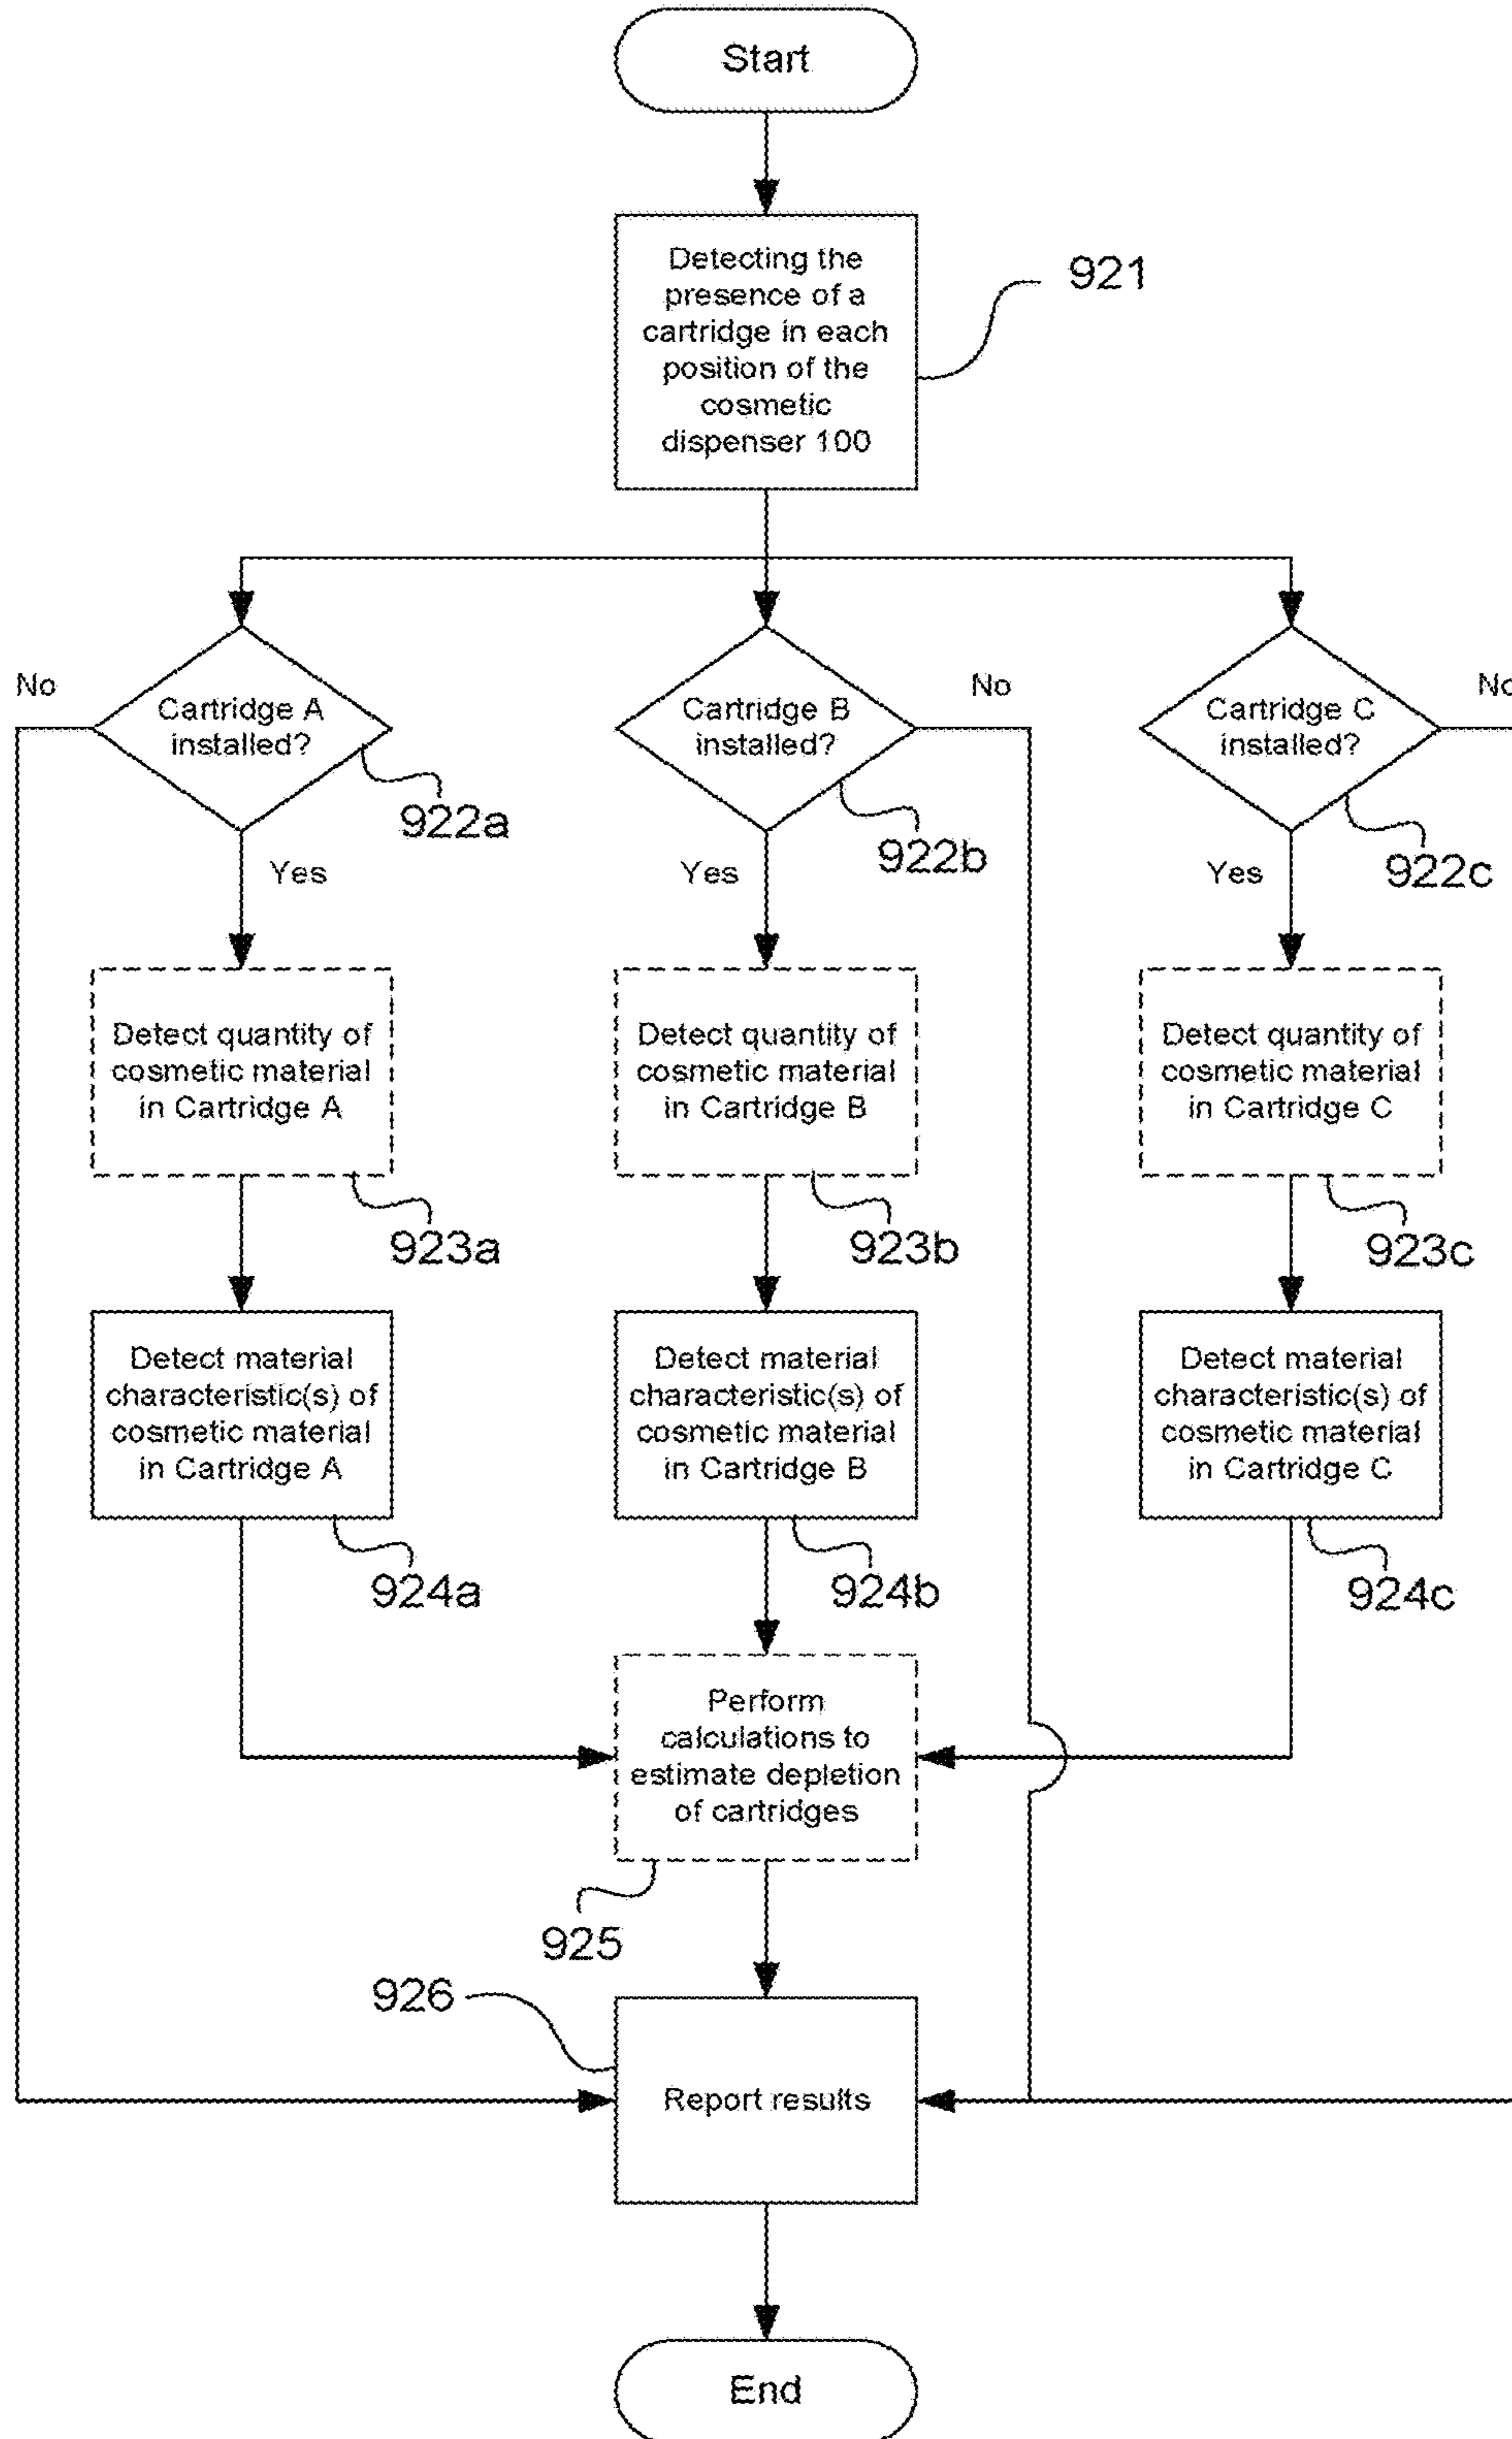 Start
Detecting the
presence of a
cartridge in each
position of the
cosmetic
dispenser 100
921
No
Cartridge A
installed?
922a
Yes
No
Cartridge B
installed?
922b
Yes
No
Cartridge C
installed?
922c
Yes
Detect quantity of
cosmetic material
in Cartridge A
923a
Detect quantity of
cosmetic material
in Cartridge B
923b
Detect quantity of
cosmetic material
in Cartridge C
923c
Detect material
characteristic(s) of
cosmetic material
in Cartridge A
924a
Detect material
characteristic(s) of
cosmetic material
in Cartridge B
924b
Detect material
characteristic(s) of
cosmetic material
in Cartridge C
924c
Perform
calculations to
estimate depletion
of cartridges
925
926
Report results
End